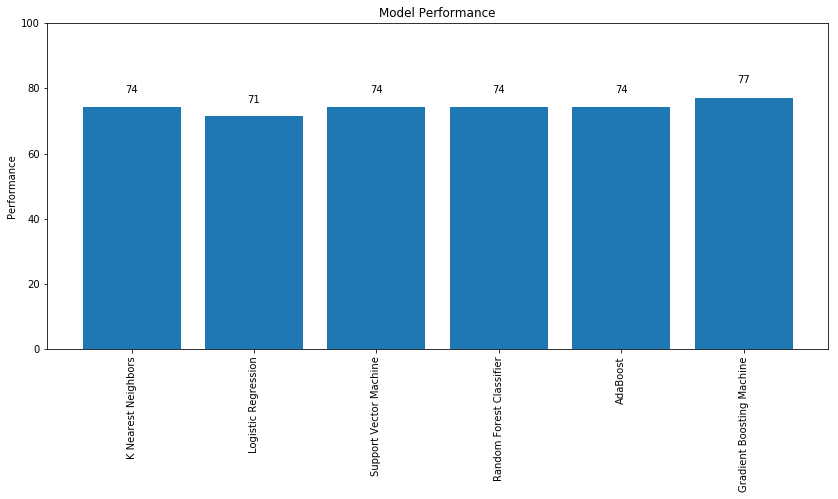 Model Performance
100
80
60
40
20
0
Performance
74
71
74
74
74
77
K Nearest Neighbors
Logistic Regression
Support Vector Machine
Random Forest Classifier
AdaBoost
Gradient Boosting Machine